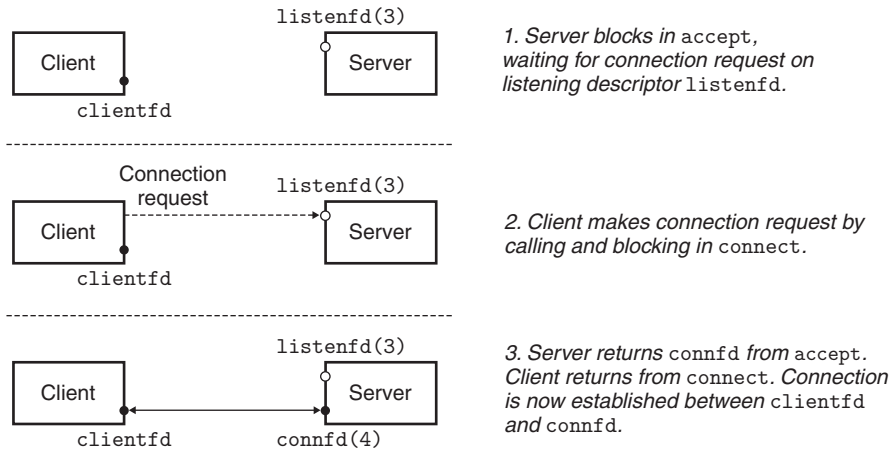 listenfd(3)
Client
Server
clientfd
1. Server blocks in accept,
waiting for connection request on
listening descriptor listenfd.
Connection
request
listenfd(3)
Client
Server
clientfd
2. Client makes connection request by
calling and blocking in connect.
listenfd(3)
Client
Server
clientfd
connfd(4)
3. Server returns connfd from accept.
Client returns from connect. Connection
is now established between clientfd
and connfd.